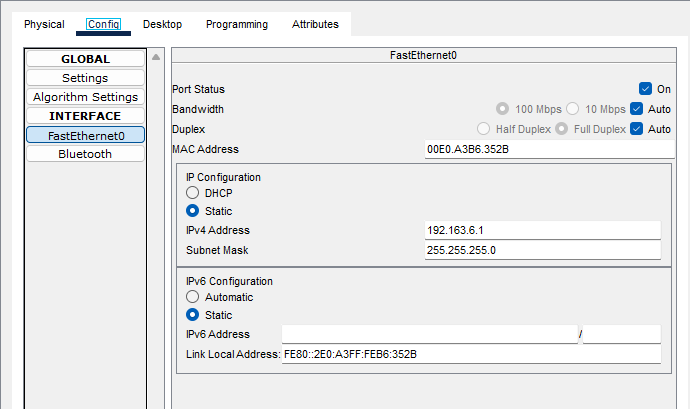 Physical Config Desktop Programming Attributes
GLOBAL
Settings
Algorithm Settings
INTERFACE
FastEthernet0
Bluetooth
FastEthernet0
Port Status On
Bandwidth 100 Mbps 10 Mbps Auto
Duplex Half Duplex Full Duplex Auto
MAC Address 00E0.A3B6.352B
IP Configuration
DHCP
Static
IPv4 Address 192.163.6.1
Subnet Mask 255.255.255.0
IPv6 Configuration
Automatic
Static
IPv6 Address /
Link Local Address: FE80::2E0:A3FF:FEB6:352B